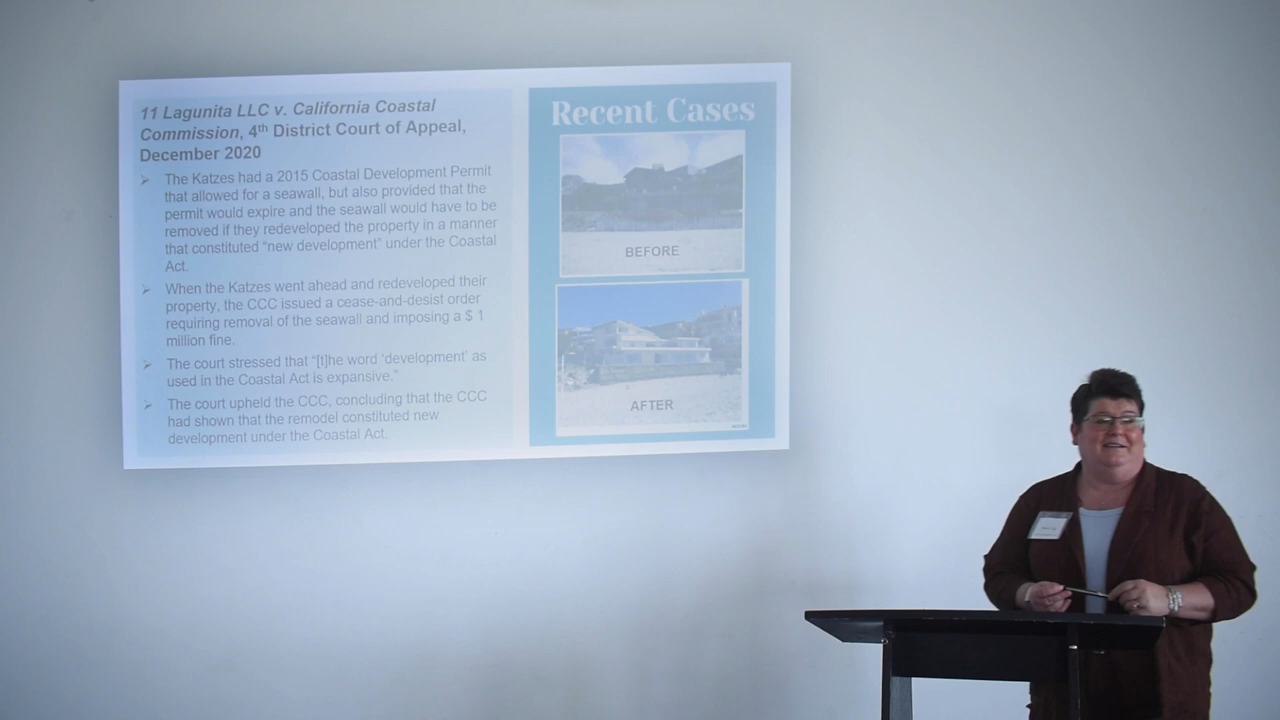 11 Lagunita LLC v. California Coastal
Commission, 4th District Court of Appeal,
December 2020
➢ The Katzes had a 2015 Coastal Development Permit
that allowed for a seawall, but also provided that the
permit would expire and the seawall would have to be
removed if they redeveloped the property in a manner
that constituted “new development” under the Coastal
Act.
➢ When the Katzes went ahead and redeveloped their
property, the CCC issued a cease-and-desist order
requiring removal of the seawall and imposing a $ 1
million fine.
➢ The court stressed that “[t]he word ‘development’ as
used in the Coastal Act is expansive.”
➢ The court upheld the CCC, concluding that the CCC
had shown that the remodel constituted new
development under the Coastal Act.
Recent Cases
BEFORE
AFTER